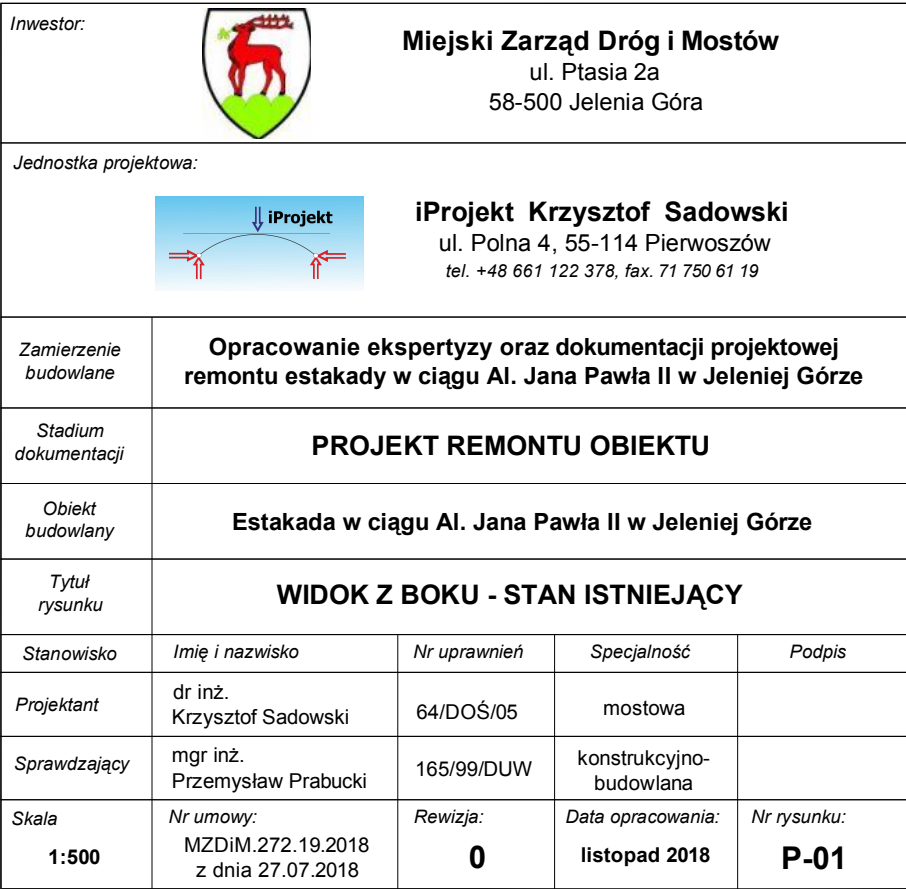 Inwestor:
Miejski Zarząd Dróg i Mostów
ul. Ptasia 2a
58-500 Jelenia Góra
Jednostka projektowa:
iProjekt
iProjekt Krzysztof Sadowski
ul. Polna 4, 55-114 Pierwoszów
tel. +48 661 122 378, fax. 71 750 61 19
Zamierzenie
budowlane
Opracowanie ekspertyzy oraz dokumentacji projektowej
remontu estakady w ciągu Al. Jana Pawła II w Jeleniej Górze
Stadium
dokumentacji
PROJEKT REMONTU OBIEKTU
Obiekt
budowlany
Estakada w ciągu Al. Jana Pawła II w Jeleniej Górze
Tytuł
rysunku
WIDOK Z BOKU - STAN ISTNIEJĄCY
Stanowisko
Imię i nazwisko
Nr uprawnień
Specjalność
Podpis
Projektant
dr inż.
Krzysztof Sadowski
64/DOŚ/05
mostowa
Sprawdzający
mgr inż.
Przemysław Prabucki
165/99/DUW
konstrukcyjno-
budowlana
Skala
1:500
Nr umowy:
MZDiM.272.19.2018
z dnia 27.07.2018
Rewizja:
0
Data opracowania:
listopad 2018
Nr rysunku:
P-01